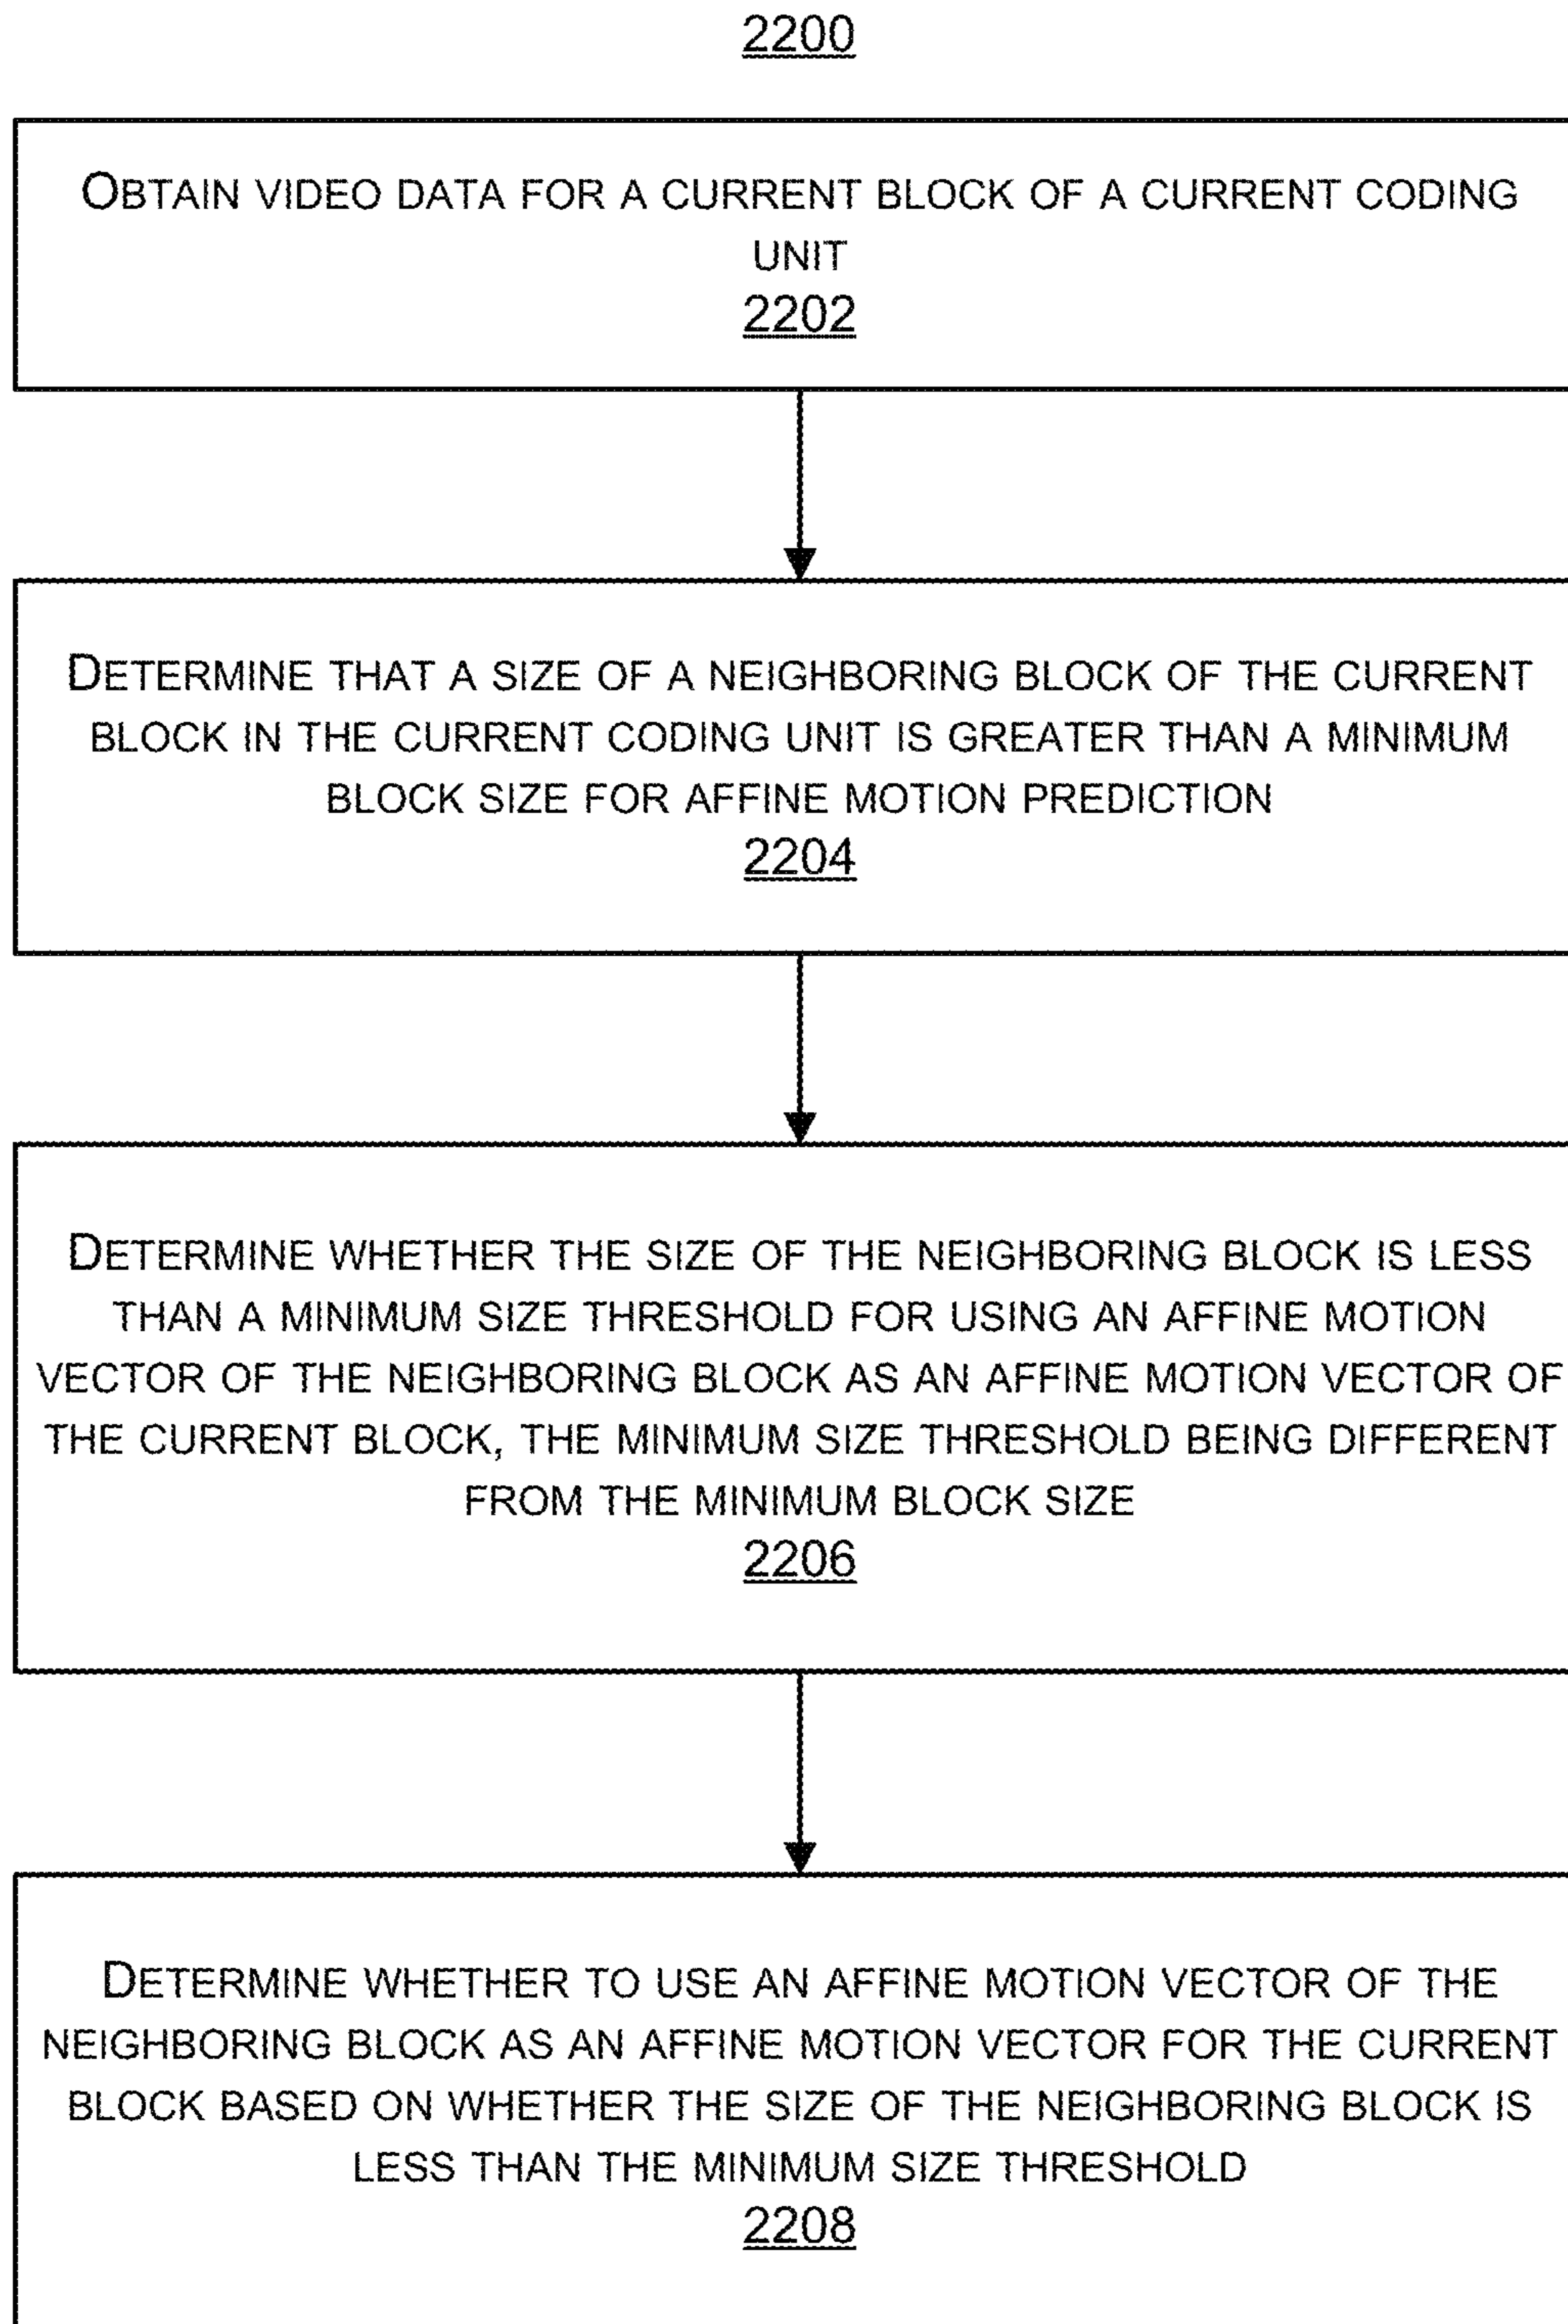 2200
OBTAIN VIDEO DATA FOR A CURRENT BLOCK OF A CURRENT CODING
UNIT
2202
DETERMINE THAT A SIZE OF A NEIGHBORING BLOCK OF THE CURRENT
BLOCK IN THE CURRENT CODING UNIT IS GREATER THAN A MINIMUM
BLOCK SIZE FOR AFFINE MOTION PREDICTION
2204
DETERMINE WHETHER THE SIZE OF THE NEIGHBORING BLOCK IS LESS
THAN A MINIMUM SIZE THRESHOLD FOR USING AN AFFINE MOTION
VECTOR OF THE NEIGHBORING BLOCK AS AN AFFINE MOTION VECTOR OF
THE CURRENT BLOCK, THE MINIMUM SIZE THRESHOLD BEING DIFFERENT
FROM THE MINIMUM BLOCK SIZE
2206
DETERMINE WHETHER TO USE AN AFFINE MOTION VECTOR OF THE
NEIGHBORING BLOCK AS AN AFFINE MOTION VECTOR FOR THE CURRENT
BLOCK BASED ON WHETHER THE SIZE OF THE NEIGHBORING BLOCK IS
LESS THAN THE MINIMUM SIZE THRESHOLD
2208